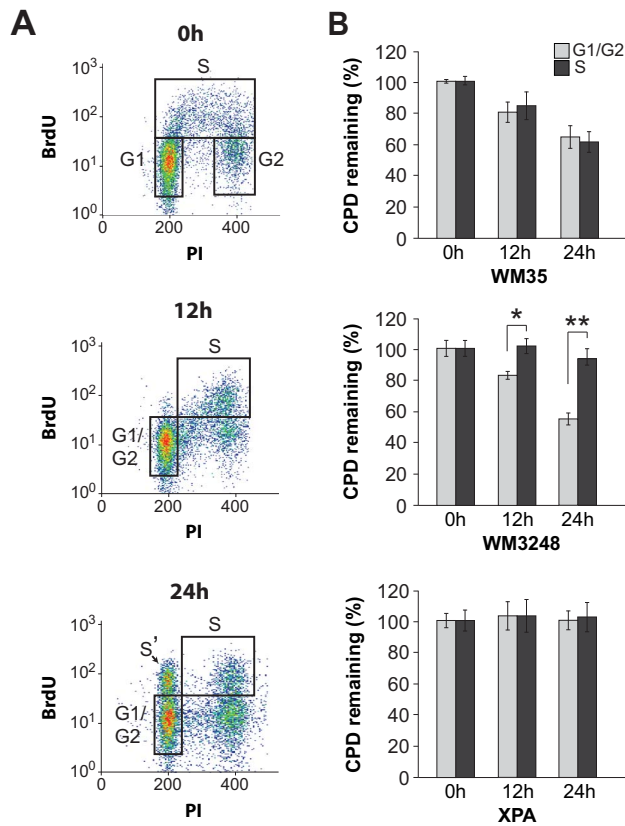 A
0h
BrdU
10³
10²
10¹
10⁰
S
G1
G2
0 200 400
PI
12h
BrdU
10³
10²
10¹
10⁰
S
G1/
G2
0 200 400
PI
24h
BrdU
10³
10²
10¹
10⁰
S
S'
G1/
G2
0 200 400
PI
B
G1/G2
S
CPD remaining (%)
120
100
80
60
40
20
0
0h 12h 24h
WM35
CPD remaining (%)
120
100
80
60
40
20
0
*
**
0h 12h 24h
WM3248
CPD remaining (%)
120
100
80
60
40
20
0
0h 12h 24h
XPA